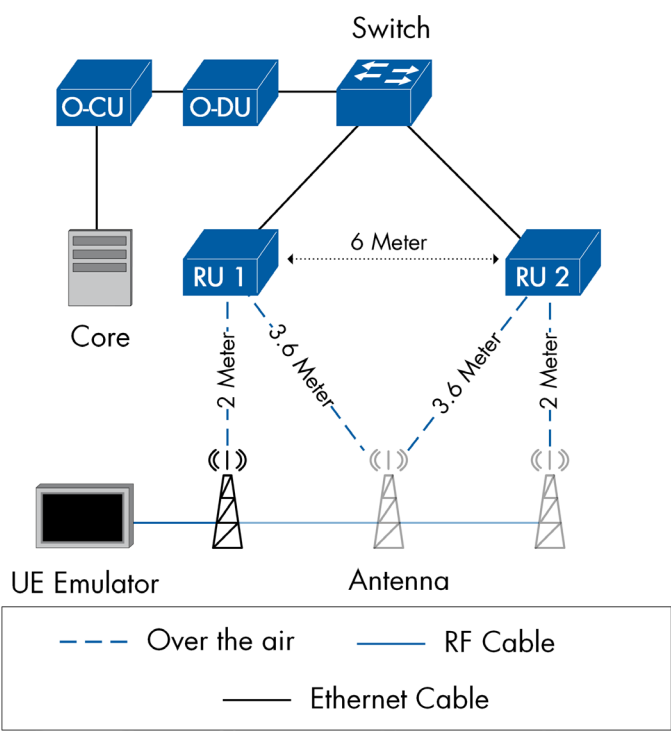 Switch
O-CU
O-DU
6 Meter
RU 1
RU 2
Core
2 Meter
3.6 Meter
3.6 Meter
2 Meter
UE Emulator
Antenna
Over the air
RF Cable
Ethernet Cable